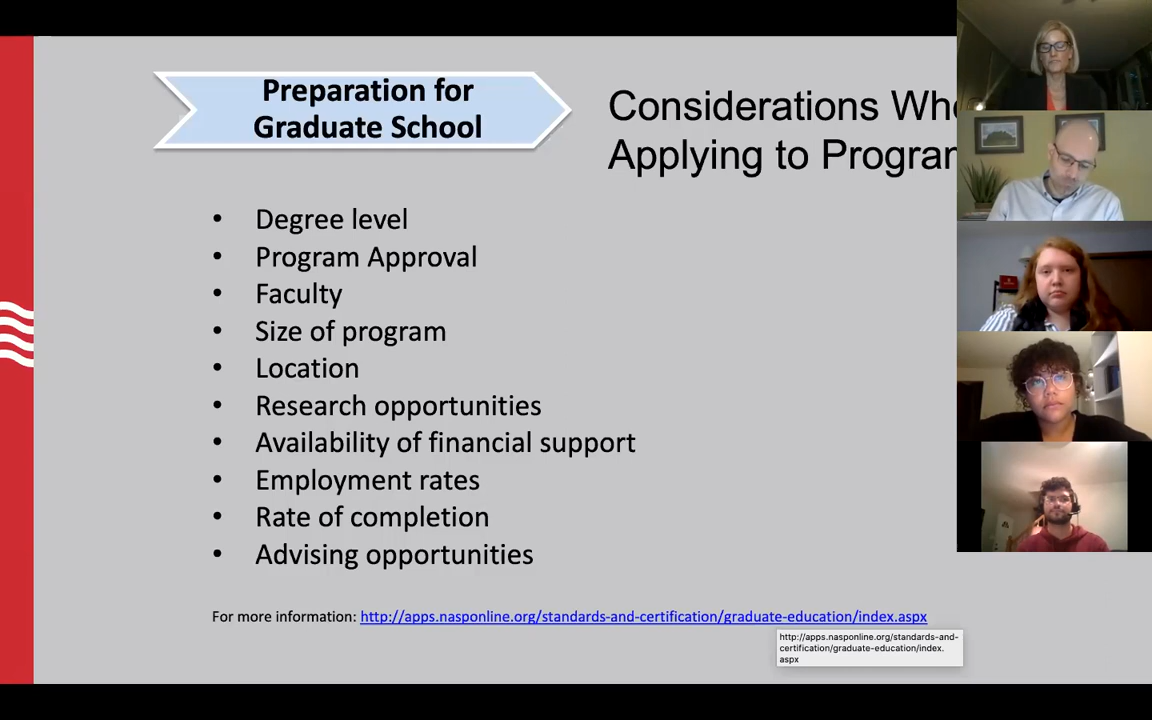 Preparation for
Graduate School
Considerations Wh
Applying to Progra
• Degree level
• Program Approval
• Faculty
• Size of program
• Location
• Research opportunities
• Availability of financial support
• Employment rates
• Rate of completion
• Advising opportunities
For more information: http://apps.nasponline.org/standards-and-certification/graduate-education/index.aspx
http://apps.nasponline.org/standards-and-
certification/graduate-education/index.
aspx